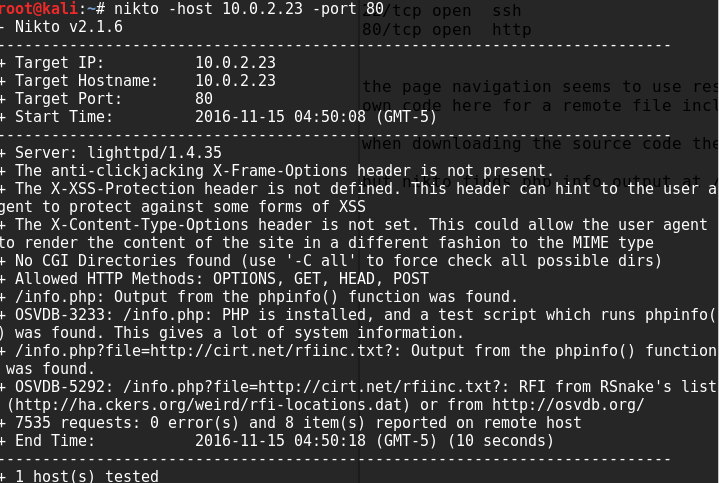 root@kali:~# nikto -host 10.0.2.23 -port 80
- Nikto v2.1.6
---------------------------------------------------------------------------
+ Target IP:          10.0.2.23
+ Target Hostname:    10.0.2.23
+ Target Port:        80
+ Start Time:         2016-11-15 04:50:08 (GMT-5)
---------------------------------------------------------------------------
+ Server: lighttpd/1.4.35
+ The anti-clickjacking X-Frame-Options header is not present.
+ The X-XSS-Protection header is not defined. This header can hint to the user a
gent to protect against some forms of XSS
+ The X-Content-Type-Options header is not set. This could allow the user agent
to render the content of the site in a different fashion to the MIME type
+ No CGI Directories found (use '-C all' to force check all possible dirs)
+ Allowed HTTP Methods: OPTIONS, GET, HEAD, POST
+ /info.php: Output from the phpinfo() function was found.
+ OSVDB-3233: /info.php: PHP is installed, and a test script which runs phpinfo(
) was found. This gives a lot of system information.
+ /info.php?file=http://cirt.net/rfiinc.txt?: Output from the phpinfo() function
was found.
+ OSVDB-5292: /info.php?file=http://cirt.net/rfiinc.txt?: RFI from RSnake's list
(http://ha.ckers.org/weird/rfi-locations.dat) or from http://osvdb.org/
+ 7535 requests: 0 error(s) and 8 item(s) reported on remote host
+ End Time:           2016-11-15 04:50:18 (GMT-5) (10 seconds)
---------------------------------------------------------------------------
+ 1 host(s) tested
22/tcp open  ssh
80/tcp open  http
the page navigation seems to use res
own code here for a remote file incl
when downloading the source code the
but nikto finds php info output at /